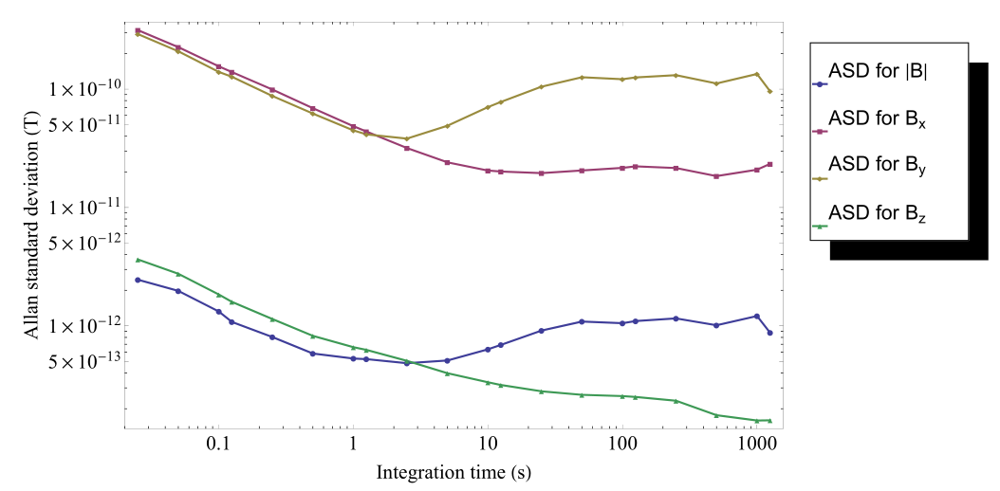 Allan standard deviation (T)
1×10⁻¹⁰
5×10⁻¹¹
1×10⁻¹¹
5×10⁻¹²
1×10⁻¹²
5×10⁻¹³
0.1 1 10 100 1000
Integration time (s)
ASD for |B|
ASD for Bₓ
ASD for B_y
ASD for B_z